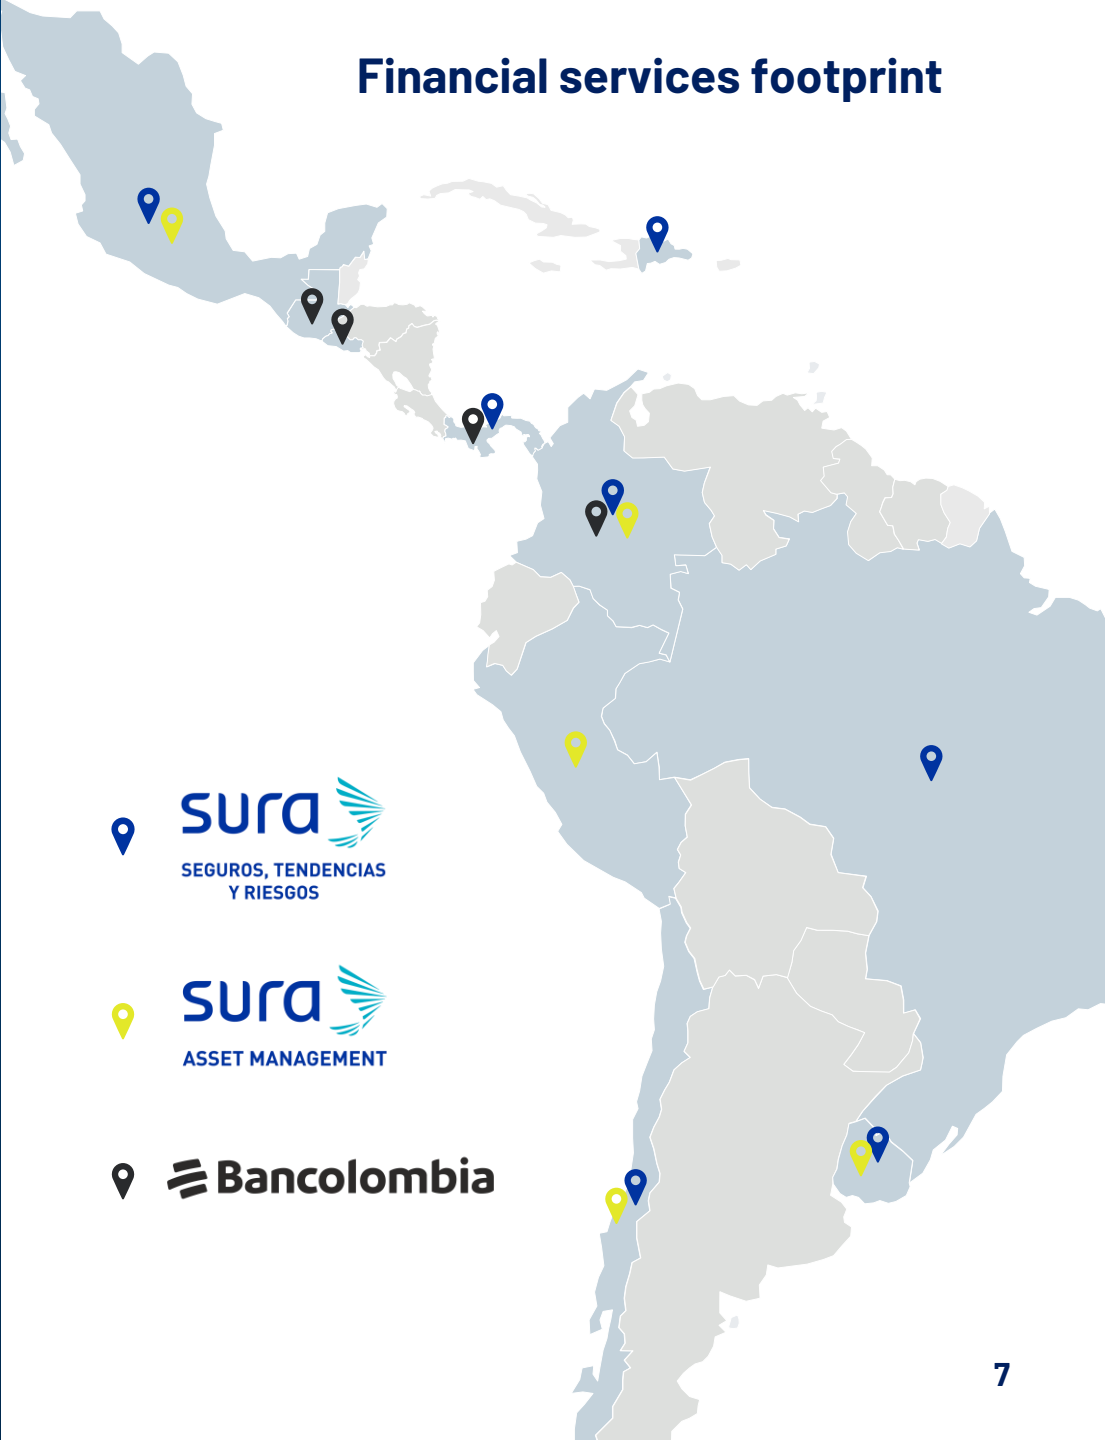 Financial services footprint
sura
SEGUROS, TENDENCIAS
Y RIESGOS
sura
ASSET MANAGEMENT
Bancolombia
7